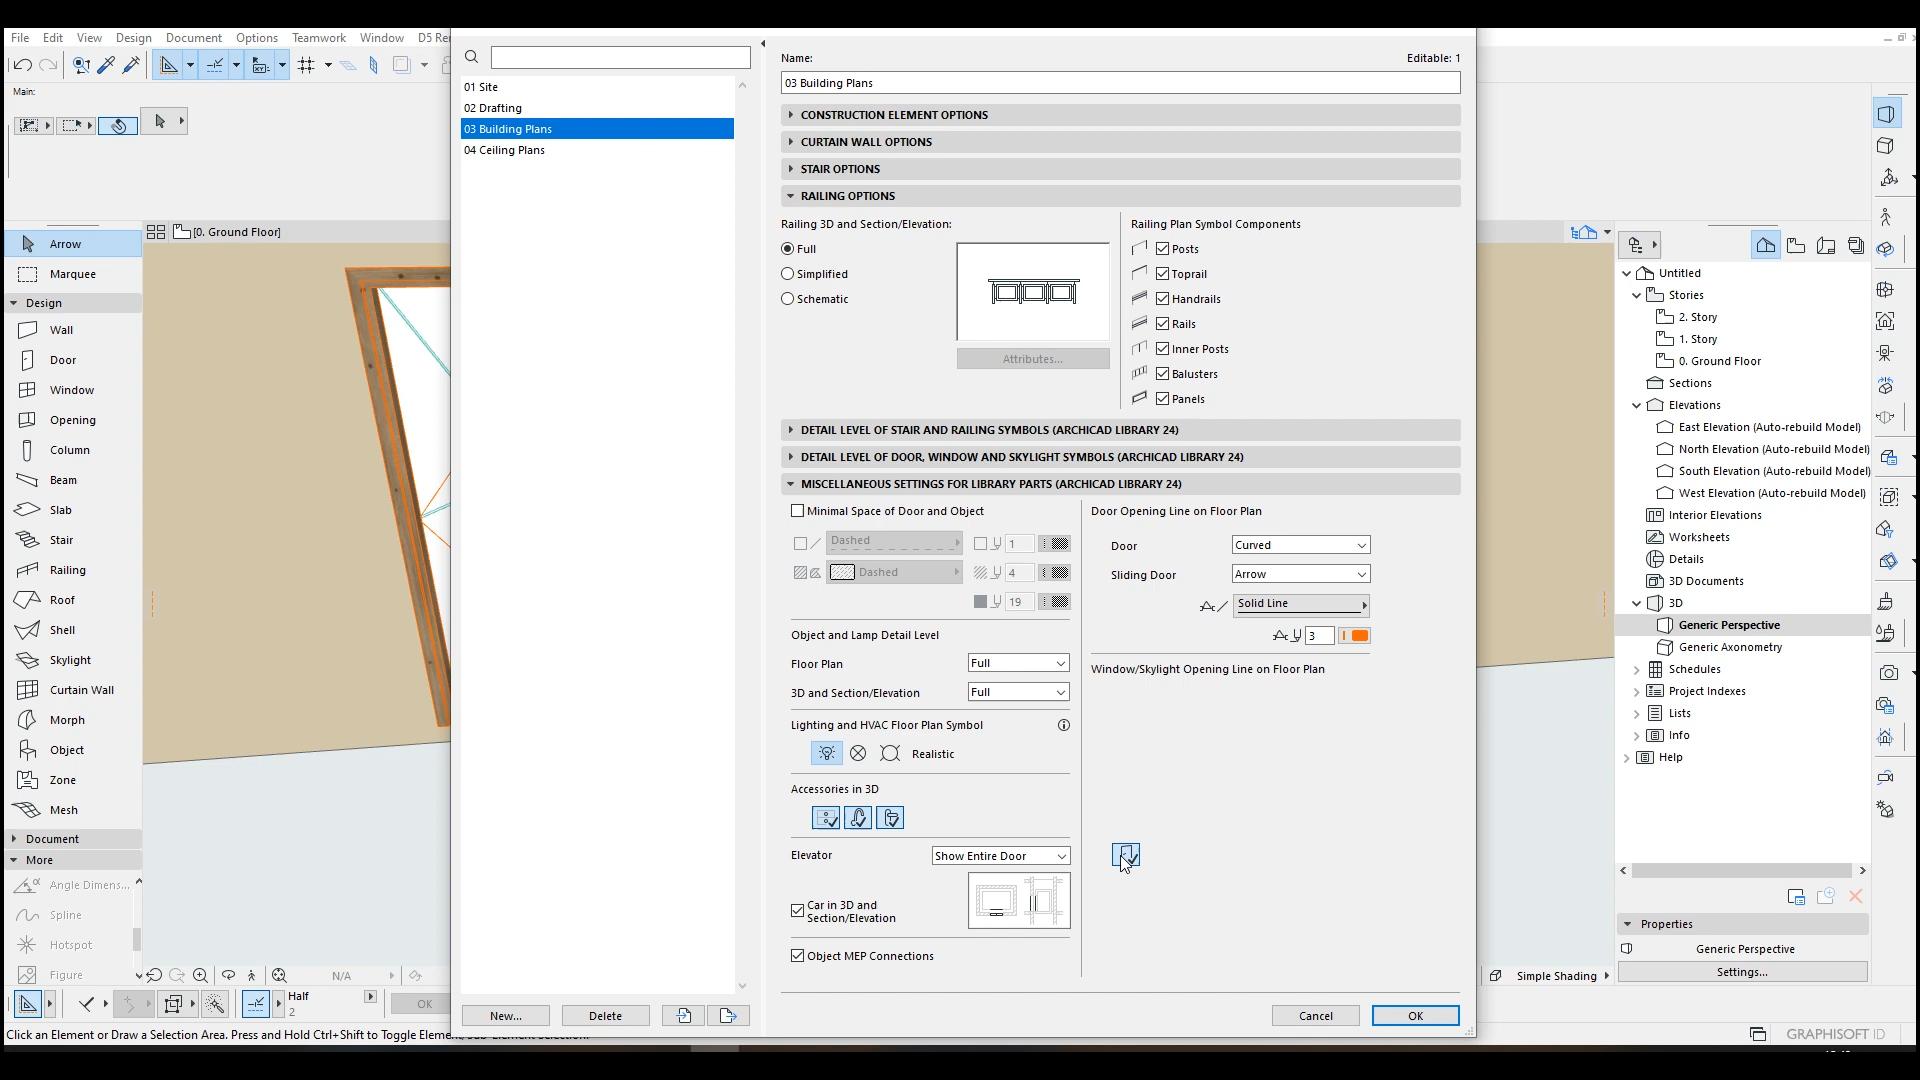 File Edit View Design Document Options Teamwork Window D5 Re
Main:
Arrow
Marquee
Design
Wall
Door
Window
Opening
Column
Beam
Slab
Stair
Railing
Roof
Shell
Skylight
Curtain Wall
Morph
Object
Zone
Mesh
Document
More
Angle Dimens...
Spline
Hotspot
Figure
[0. Ground Floor]
N/A
Half
2
OK
Click an Element or Draw a Selection Area. Press and Hold Ctrl+Shift to Toggle Eleme
01 Site
02 Drafting
03 Building Plans
04 Ceiling Plans
New...
Delete
Name:
Editable: 1
03 Building Plans
CONSTRUCTION ELEMENT OPTIONS
CURTAIN WALL OPTIONS
STAIR OPTIONS
RAILING OPTIONS
Railing 3D and Section/Elevation:
Full
Simplified
Schematic
Attributes...
Railing Plan Symbol Components
Posts
Toprail
Handrails
Rails
Inner Posts
Balusters
Panels
DETAIL LEVEL OF STAIR AND RAILING SYMBOLS (ARCHICAD LIBRARY 24)
DETAIL LEVEL OF DOOR, WINDOW AND SKYLIGHT SYMBOLS (ARCHICAD LIBRARY 24)
MISCELLANEOUS SETTINGS FOR LIBRARY PARTS (ARCHICAD LIBRARY 24)
Minimal Space of Door and Object
Dashed
1
Dashed
4
19
Object and Lamp Detail Level
Floor Plan
Full
3D and Section/Elevation
Full
Lighting and HVAC Floor Plan Symbol
Realistic
Accessories in 3D
Elevator
Show Entire Door
Car in 3D and
Section/Elevation
Object MEP Connections
Door Opening Line on Floor Plan
Door
Curved
Sliding Door
Arrow
Solid Line
3
Window/Skylight Opening Line on Floor Plan
Cancel
OK
Untitled
Stories
2. Story
1. Story
0. Ground Floor
Sections
Elevations
East Elevation (Auto-rebuild Model)
North Elevation (Auto-rebuild Model)
South Elevation (Auto-rebuild Model)
West Elevation (Auto-rebuild Model)
Interior Elevations
Worksheets
Details
3D Documents
3D
Generic Perspective
Generic Axonometry
Schedules
Project Indexes
Lists
Info
Help
Properties
Generic Perspective
Settings...
Simple Shading
GRAPHISOFT ID